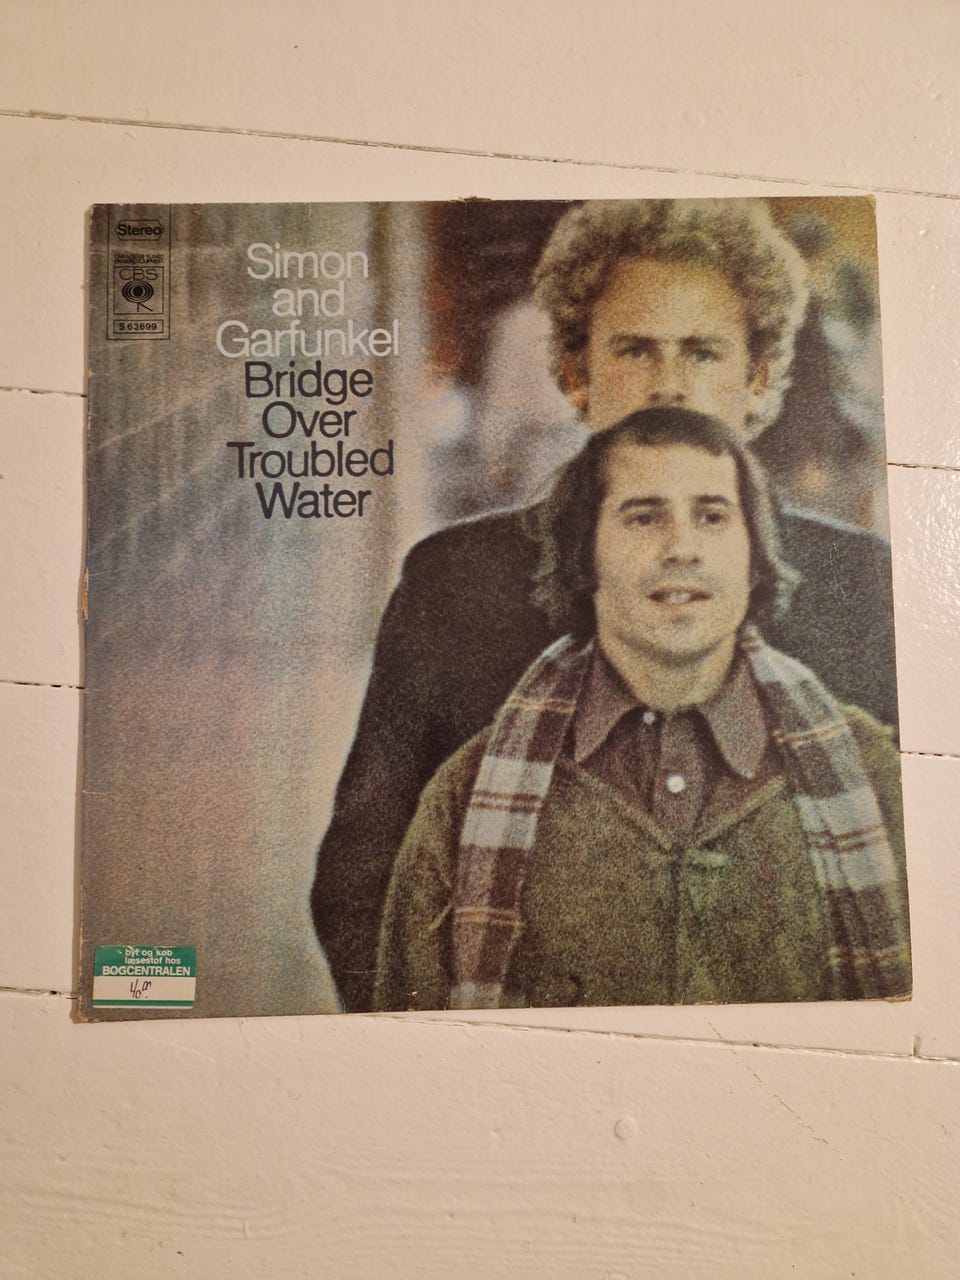 Stereo
CBS
S 63699
Simon
and
Garfunkel
Bridge
Over
Troubled
Water
byt og køb
læsestof hos
BOGCENTRALEN
40.00